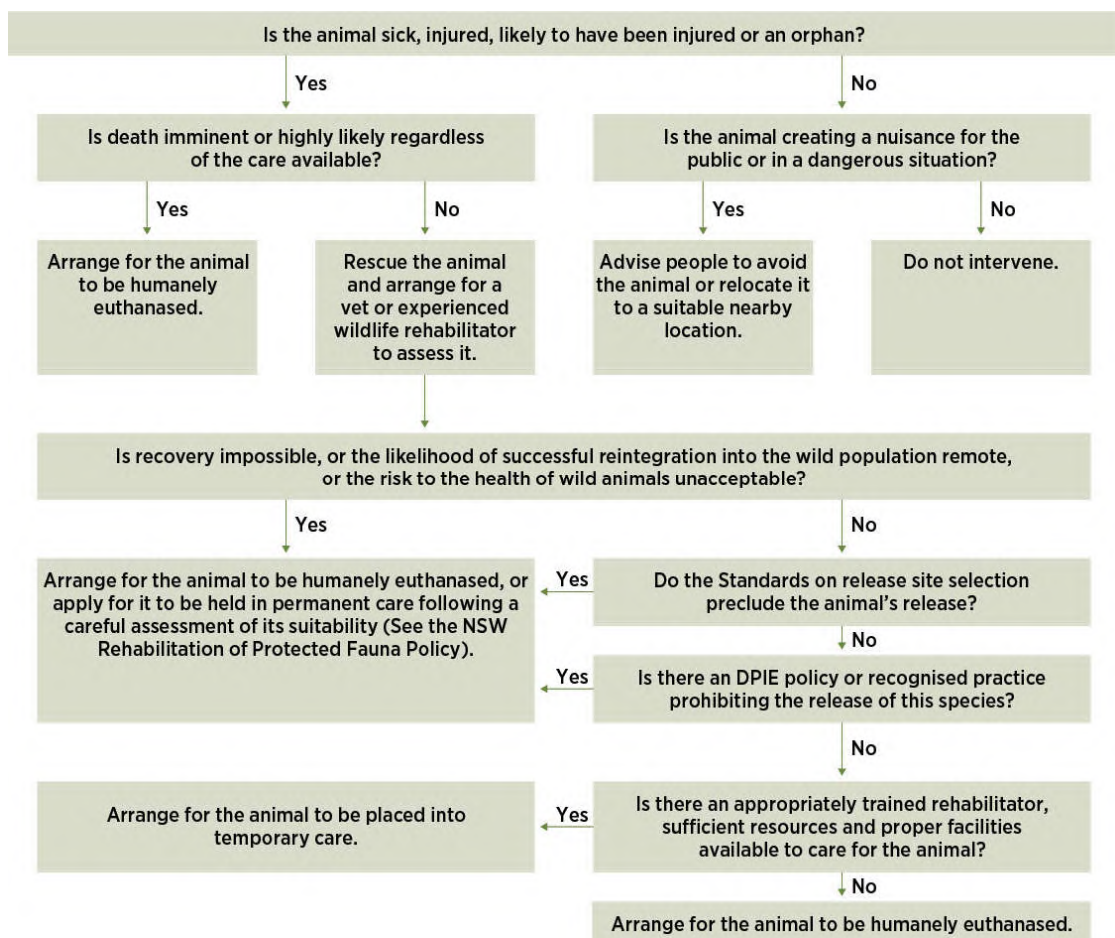 Is the animal sick, injured, likely to have been injured or an orphan?
Yes
No
Is death imminent or highly likely regardless
of the care available?
Is the animal creating a nuisance for the
public or in a dangerous situation?
Yes
No
Yes
No
Arrange for the animal
to be humanely
euthanased.
Rescue the animal
and arrange for a
vet or experienced
wildlife rehabilitator
to assess it.
Advise people to avoid
the animal or relocate it
to a suitable nearby
location.
Do not intervene.
Is recovery impossible, or the likelihood of successful reintegration into the wild population remote,
or the risk to the health of wild animals unacceptable?
Yes
No
Arrange for the animal to be humanely euthanased, or
apply for it to be held in permanent care following a
careful assessment of its suitability (See the NSW
Rehabilitation of Protected Fauna Policy).
Yes
Do the Standards on release site selection
preclude the animal's release?
No
Yes
Is there an DPIE policy or recognised practice
prohibiting the release of this species?
No
Arrange for the animal to be placed into
temporary care.
Yes
Is there an appropriately trained rehabilitator,
sufficient resources and proper facilities
available to care for the animal?
No
Arrange for the animal to be humanely euthanased.